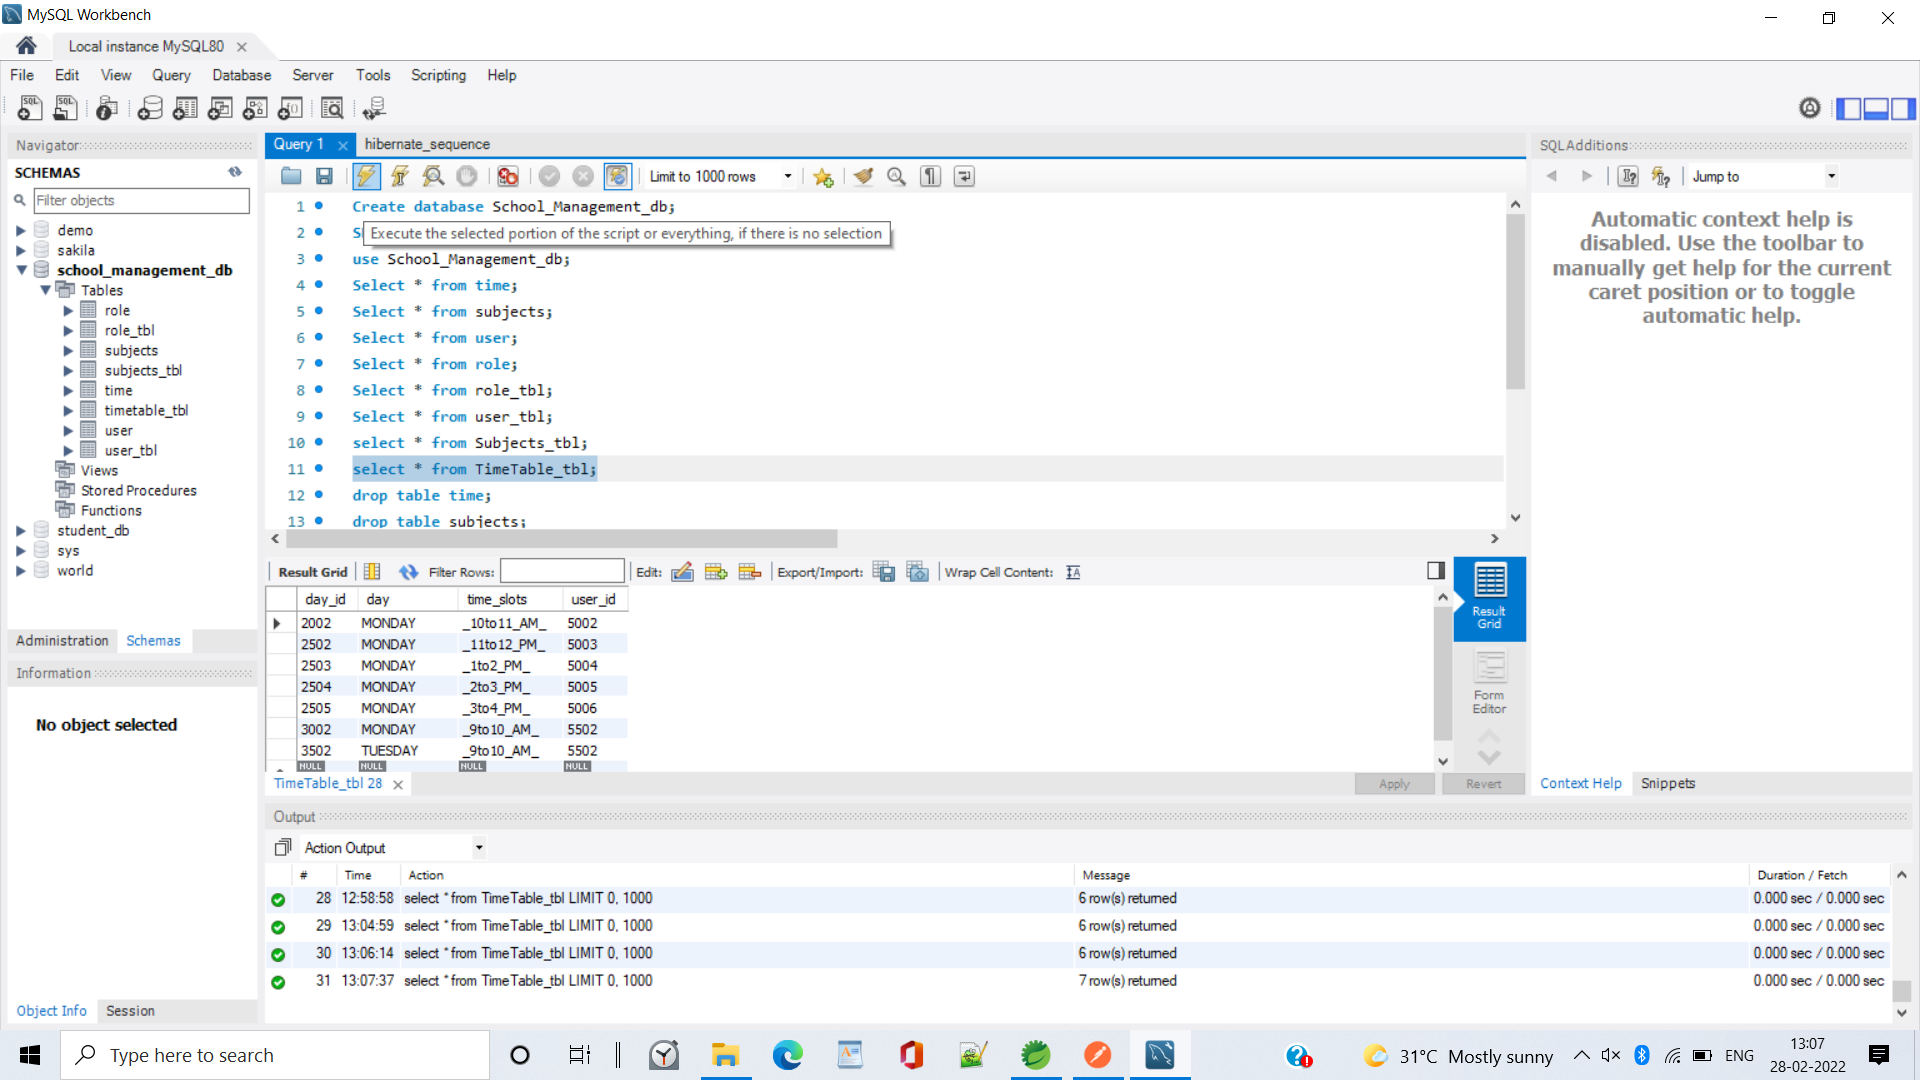 MySQL Workbench
Local instance MySQL80
File Edit View Query Database Server Tools Scripting Help
Navigator
SCHEMAS
Filter objects
demo
sakila
school_management_db
Tables
role
role_tbl
subjects
subjects_tbl
time
timetable_tbl
user
user_tbl
Views
Stored Procedures
Functions
student_db
sys
world
Administration Schemas
Information
No object selected
Object Info Session
Query 1 hibernate_sequence
Limit to 1000 rows
1 Create database School_Management_db;
2 S
Execute the selected portion of the script or everything, if there is no selection
3 use School_Management_db;
4 Select * from time;
5 Select * from subjects;
6 Select * from user;
7 Select * from role;
8 Select * from role_tbl;
9 Select * from user_tbl;
10 select * from Subjects_tbl;
11 select * from TimeTable_tbl;
12 drop table time;
13 drop table subjects;
Result Grid Filter Rows: Edit: Export/Import: Wrap Cell Content:
day_id day time_slots user_id
2002 MONDAY _10to11_AM_ 5002
2502 MONDAY _11to12_PM_ 5003
2503 MONDAY _1to2_PM_ 5004
2504 MONDAY _2to3_PM_ 5005
2505 MONDAY _3to4_PM_ 5006
3002 MONDAY _9to10_AM_ 5502
3502 TUESDAY _9to10_AM_ 5502
NULL NULL NULL NULL
Result Grid
Form Editor
TimeTable_tbl 28
Apply Revert
SQLAdditions
Jump to
Automatic context help is
disabled. Use the toolbar to
manually get help for the current
caret position or to toggle
automatic help.
Context Help Snippets
Output
Action Output
# Time Action Message Duration / Fetch
28 12:58:58 select * from TimeTable_tbl LIMIT 0, 1000 6 row(s) returned 0.000 sec / 0.000 sec
29 13:04:59 select * from TimeTable_tbl LIMIT 0, 1000 6 row(s) returned 0.000 sec / 0.000 sec
30 13:06:14 select * from TimeTable_tbl LIMIT 0, 1000 6 row(s) returned 0.000 sec / 0.000 sec
31 13:07:37 select * from TimeTable_tbl LIMIT 0, 1000 7 row(s) returned 0.000 sec / 0.000 sec
Type here to search
31°C Mostly sunny
ENG
13:07
28-02-2022